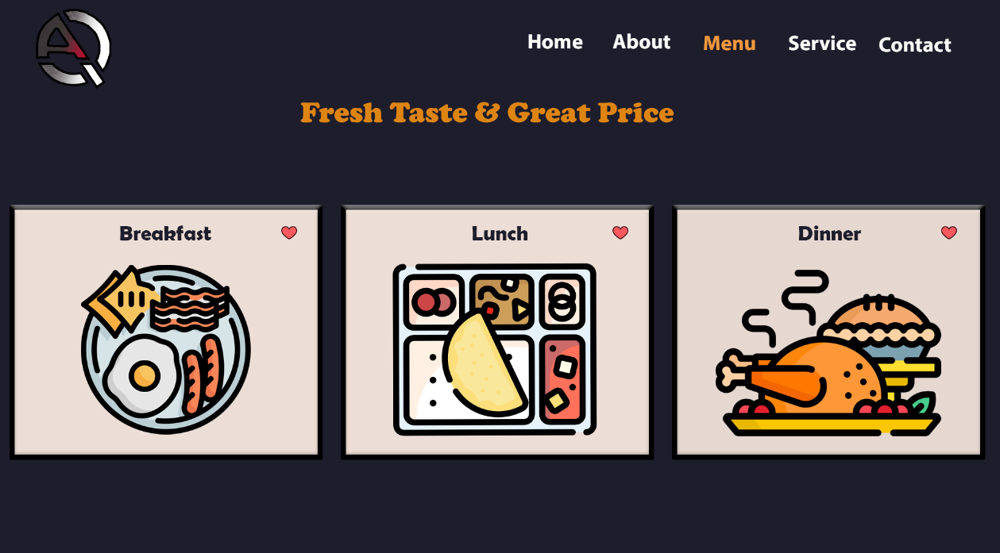 Home About Menu Service Contact
Fresh Taste & Great Price
Breakfast
Lunch
Dinner